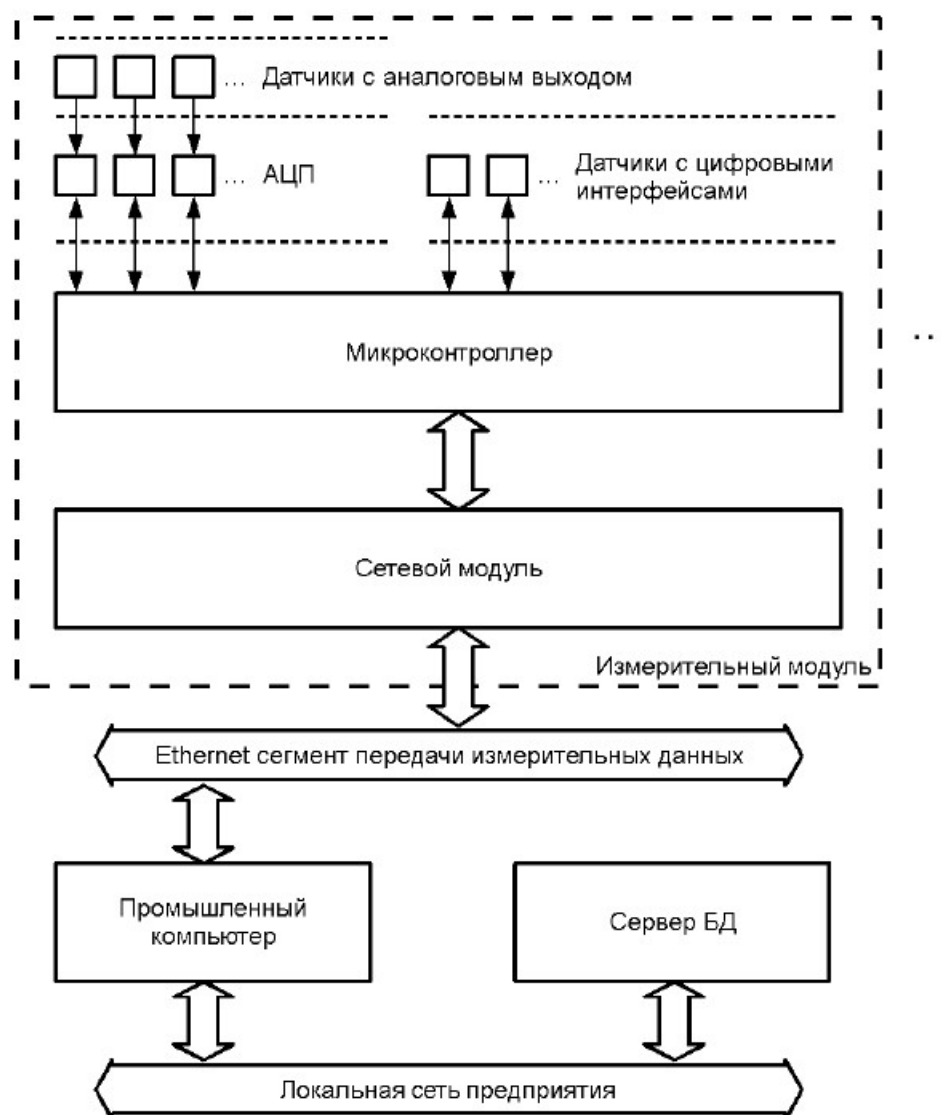 ... Датчики с аналоговым выходом
... АЦП
... Датчики с цифровыми
интерфейсами
Микроконтроллер
..
Сетевой модуль
Измерительный модуль
Ethernet сегмент передачи измерительных данных
Промышленный
компьютер
Сервер БД
Локальная сеть предприятия